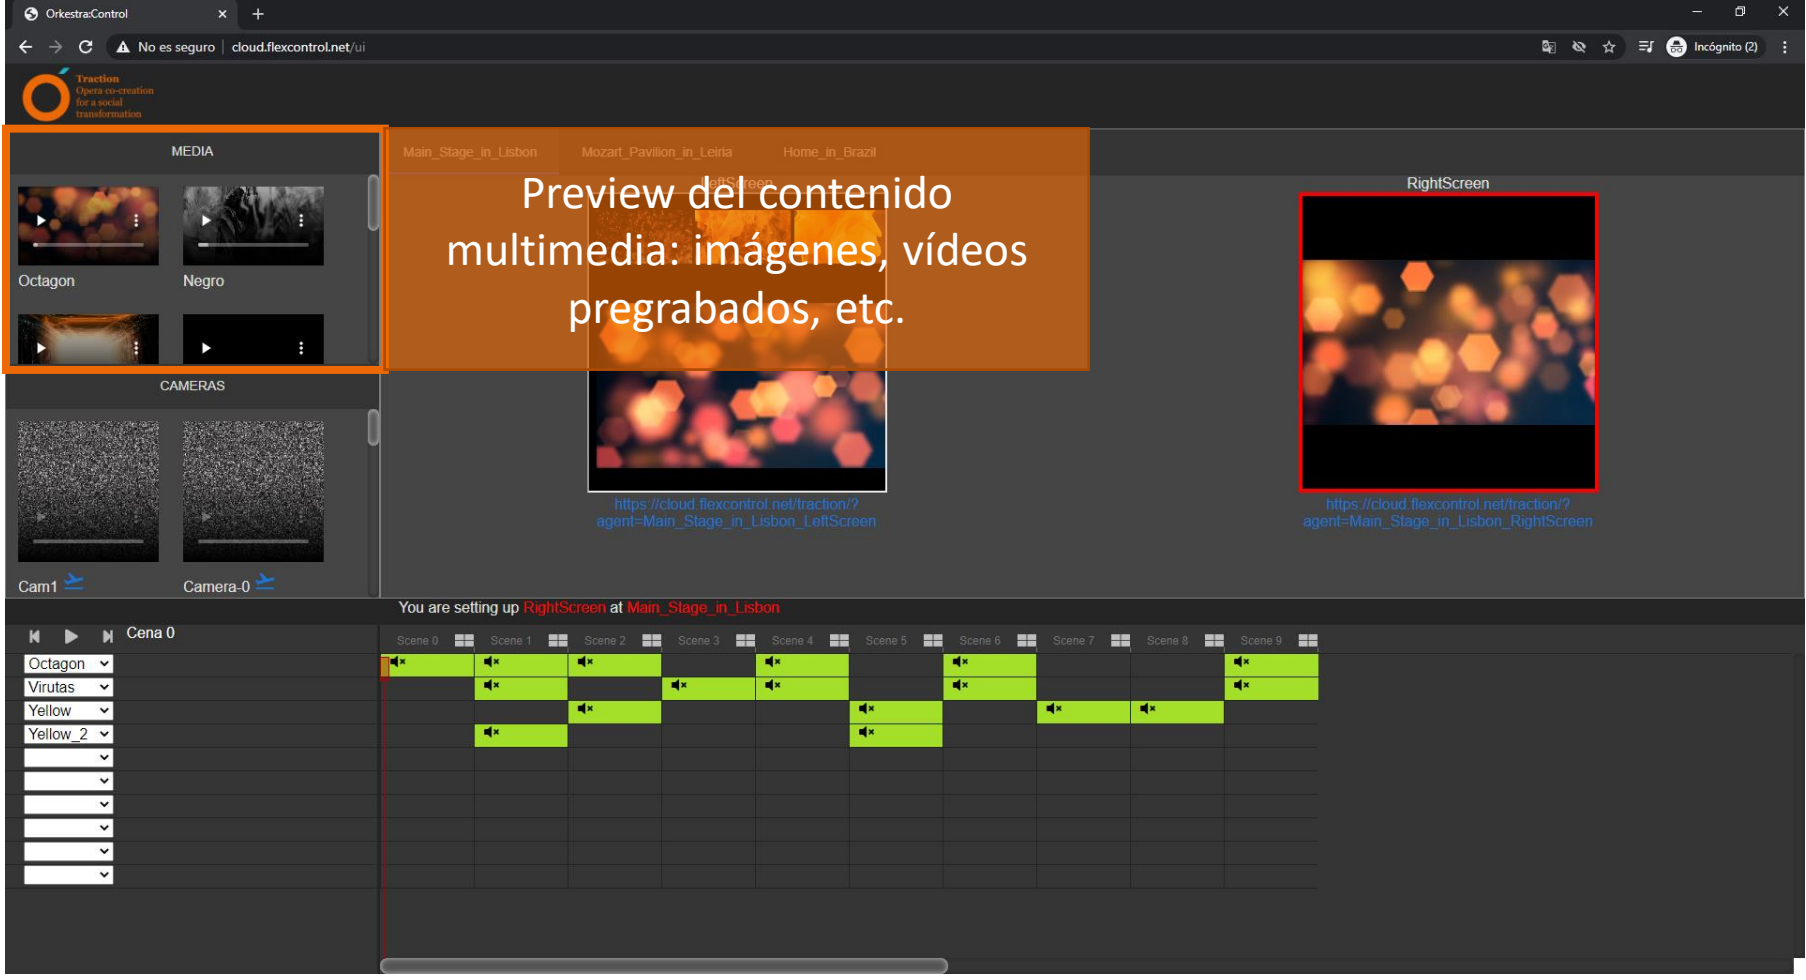 Orkestra:Control
No es seguro | cloud.flexcontrol.net/ui
Incógnito (2)
Traction
Opera co-creation
for a social
transformation
MEDIA
Octagon
Negro
CAMERAS
Cam1
Camera-0
Main_Stage_in_Lisbon
Mozart_Pavilion_in_Leiria
Home_in_Brazil
LeftScreen
Preview del contenido
multimedia: imágenes, vídeos
pregrabados, etc.
https://cloud.flexcontrol.net/traction/?
agent=Main_Stage_in_Lisbon_LeftScreen
RightScreen
https://cloud.flexcontrol.net/traction/?
agent=Main_Stage_in_Lisbon_RightScreen
You are setting up RightScreen at Main_Stage_in_Lisbon
Cena 0
Scene 0 Scene 1 Scene 2 Scene 3 Scene 4 Scene 5 Scene 6 Scene 7 Scene 8 Scene 9
Octagon
Virutas
Yellow
Yellow_2